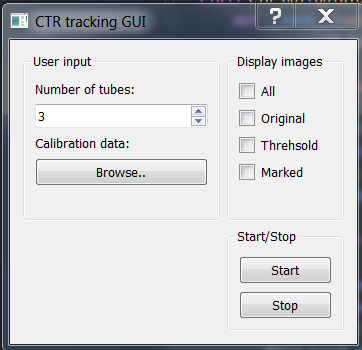 CTR tracking GUI
User input
Number of tubes:
3
Calibration data:
Browse..
Display images
All
Original
Threhsold
Marked
Start/Stop
Start
Stop